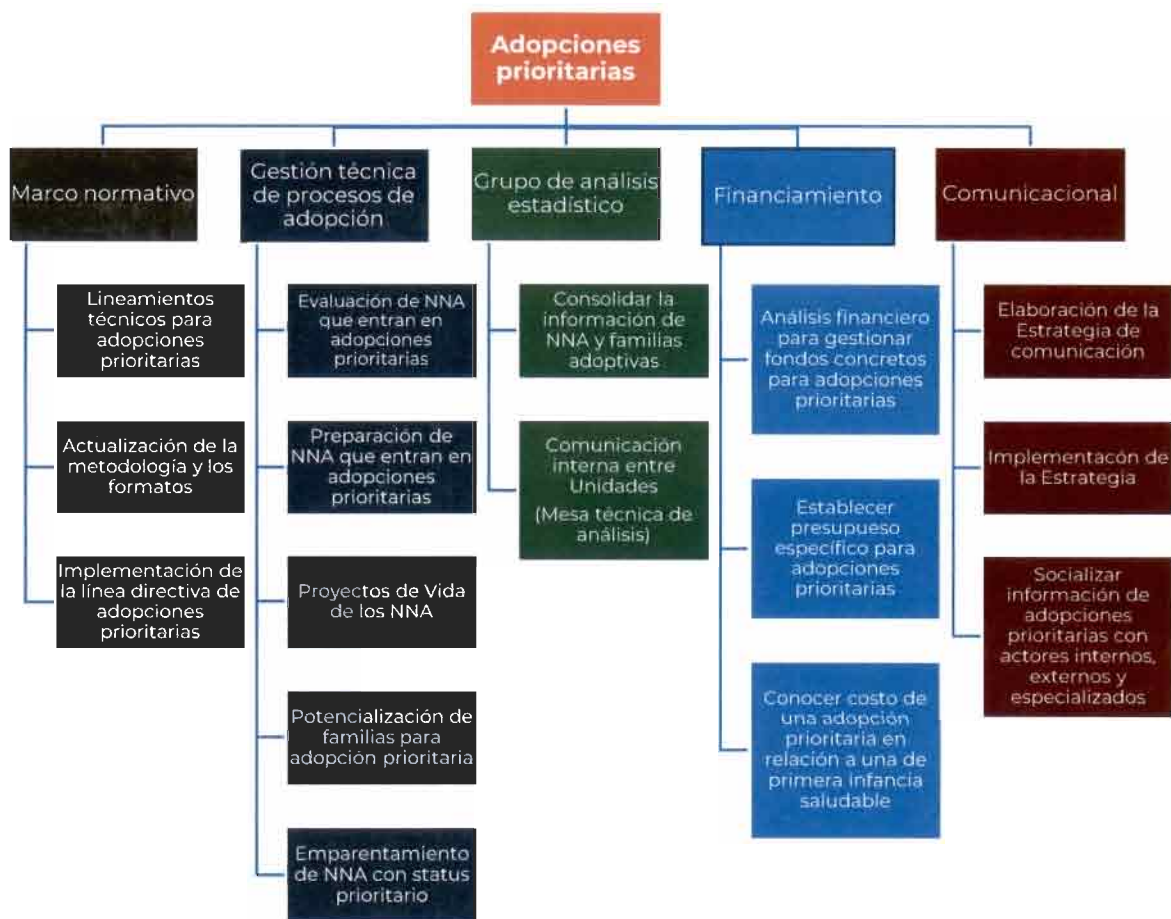 Adopciones
prioritarias
Marco normativo
Lineamientos
técnicos para
adopciones
prioritarias
Actualización de la
metodología y los
formatos
Implementación de
la línea directiva de
adopciones
prioritarias
Gestión técnica
de procesos de
adopción
Evaluación de NNA
que entran en
adopciones
prioritarias
Preparación de
NNA que entran en
adopciones
prioritarias
Proyectos de Vida
de los NNA
Potencialización de
familias para
adopción prioritaria
Emparentamiento
de NNA con status
prioritario
Grupo de análisis
estadístico
Consolidar la
información de
NNA y familias
adoptivas
Comunicación
interna entre
Unidades
(Mesa técnica de
análisis)
Financiamiento
Análisis financiero
para gestionar
fondos concretos
para adopciones
prioritarias
Establecer
presupueso
específico para
adopciones
prioritarias
Conocer costo de
una adopción
prioritaria en
relación a una de
primera infancia
saludable
Comunicacional
Elaboración de la
Estrategia de
comunicación
Implementacón de
la Estrategia
Socializar
información de
adopciones
prioritarias con
actores internos,
externos y
especializados